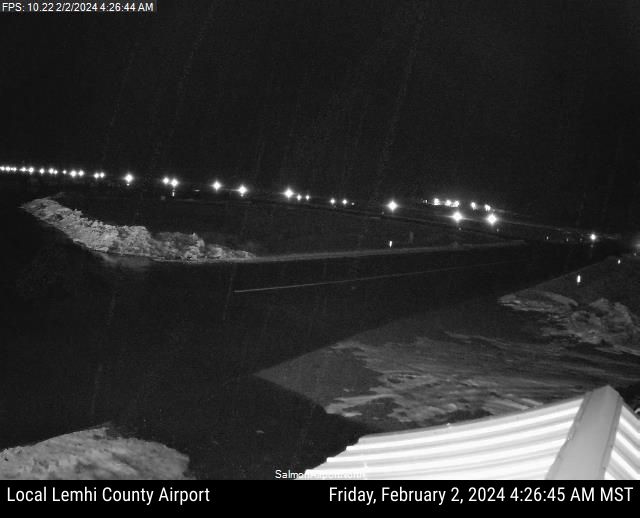 FPS: 10.22 2/2/2024 4:26:44 AM
Local Lemhi County Airport
Friday, February 2, 2024 4:26:45 AM MST